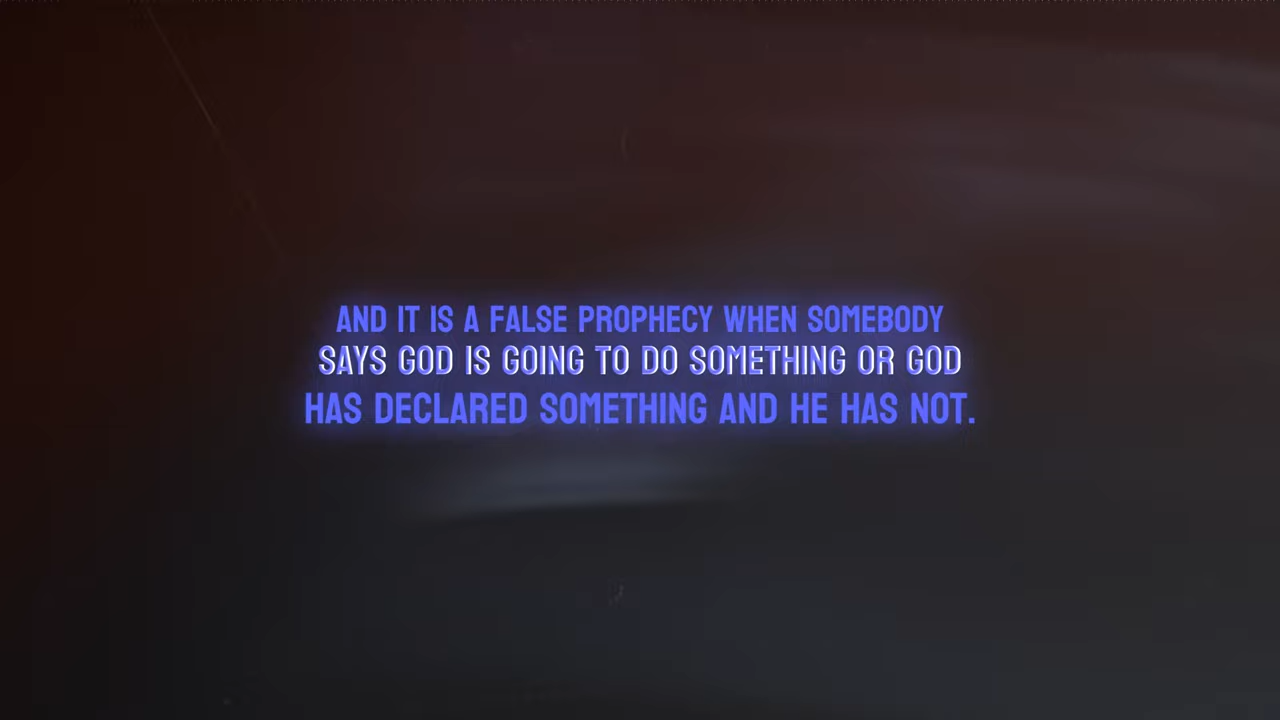 AND IT IS A FALSE PROPHECY WHEN SOMEBODY
SAYS GOD IS GOING TO DO SOMETHING OR GOD
HAS DECLARED SOMETHING AND HE HAS NOT.